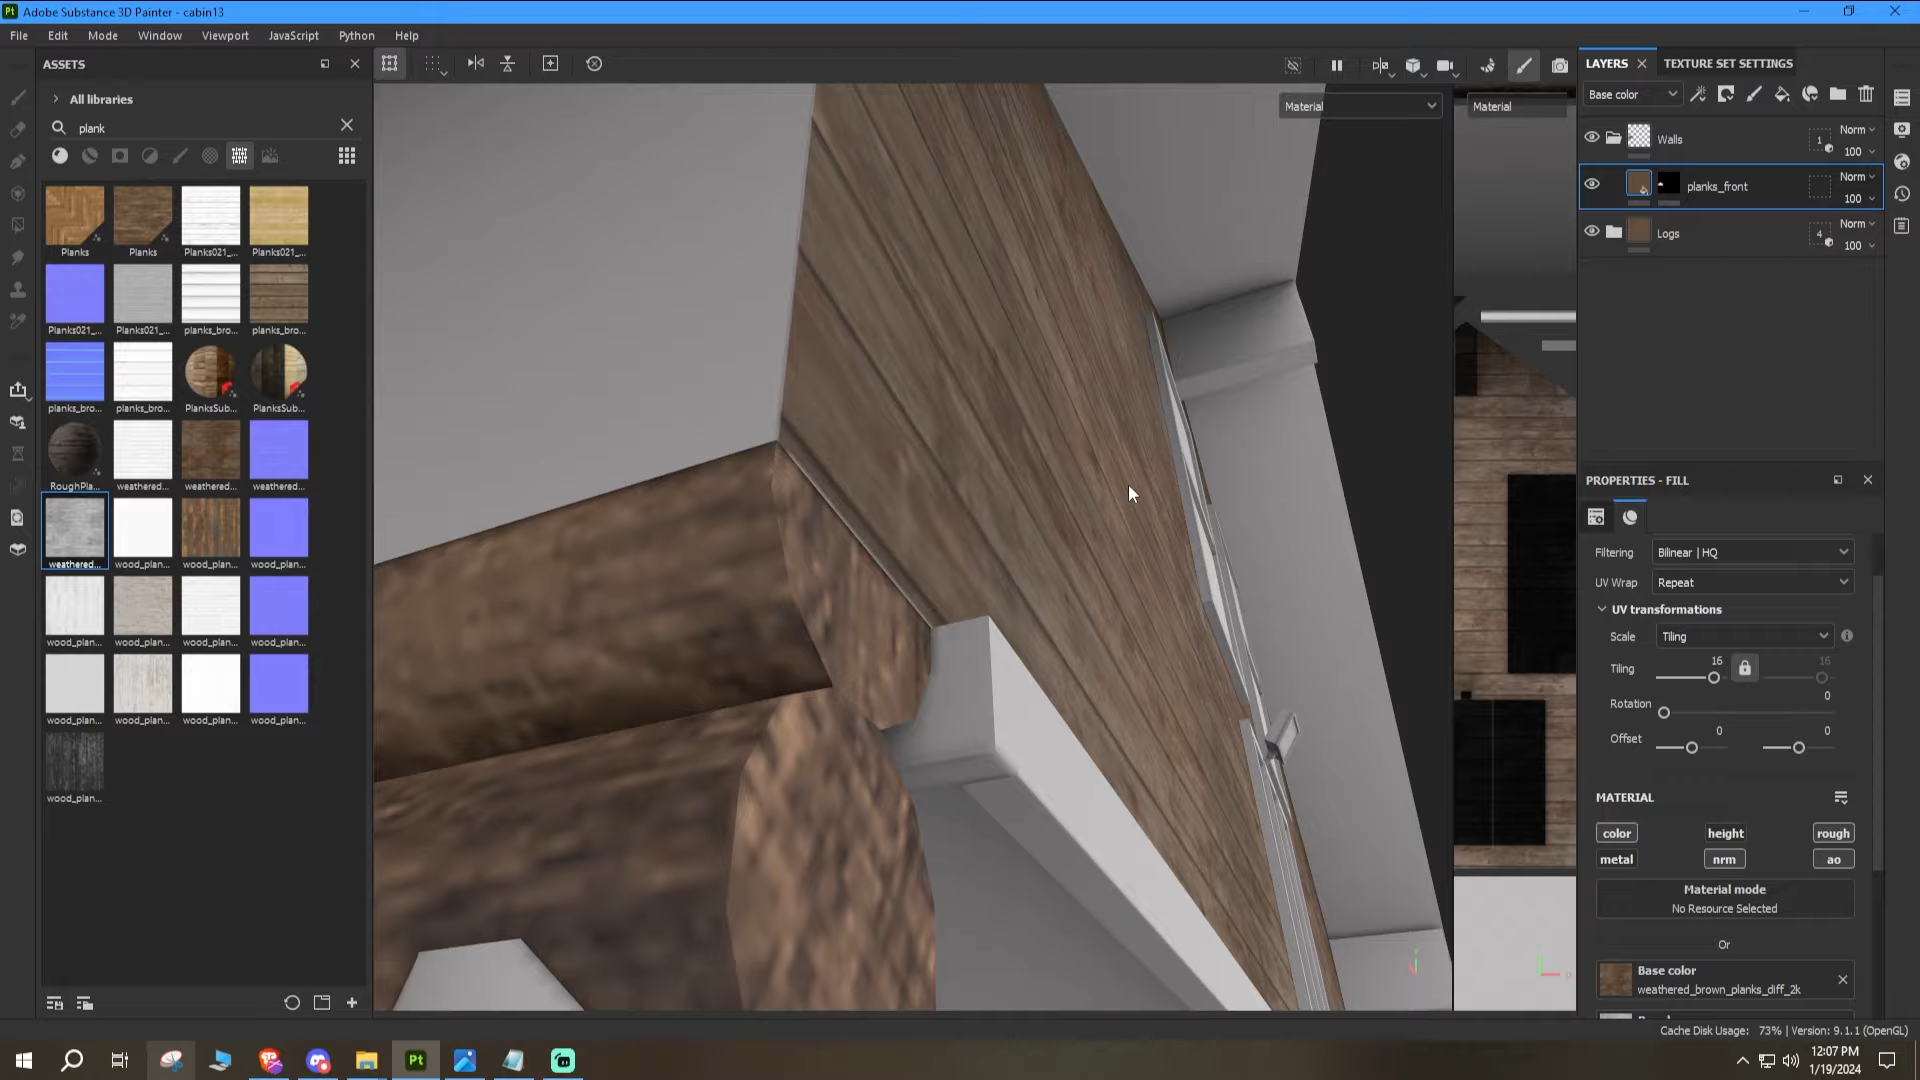 Pt Adobe Substance 3D Painter - cabin13
File Edit Mode Window Viewport JavaScript Python Help
ASSETS
All libraries
plank
Planks Planks Planks021_... Planks021_...
Planks021_... Planks021_... planks_bro... planks_bro...
planks_bro... planks_bro... PlanksSub... PlanksSub...
RoughPla... weathered... weathered... weathered...
weathered... wood_plan... wood_plan... wood_plan...
wood_plan... wood_plan... wood_plan... wood_plan...
wood_plan... wood_plan... wood_plan... wood_plan...
wood_plan...
Material
Material
LAYERS TEXTURE SET SETTINGS
Base color
Walls 1 Norm 100
planks_front Norm 100
Logs 4 Norm 100
PROPERTIES - FILL
Filtering Bilinear | HQ
UV Wrap Repeat
UV transformations
Scale Tiling
Tiling 16 16
Rotation 0
Offset 0 0
MATERIAL
color height rough
metal nrm ao
Material mode
No Resource Selected
Or
Base color
weathered_brown_planks_diff_2k
Cache Disk Usage: 73% | Version: 9.1.1 (OpenGL)
Pt
12:07 PM
1/19/2024